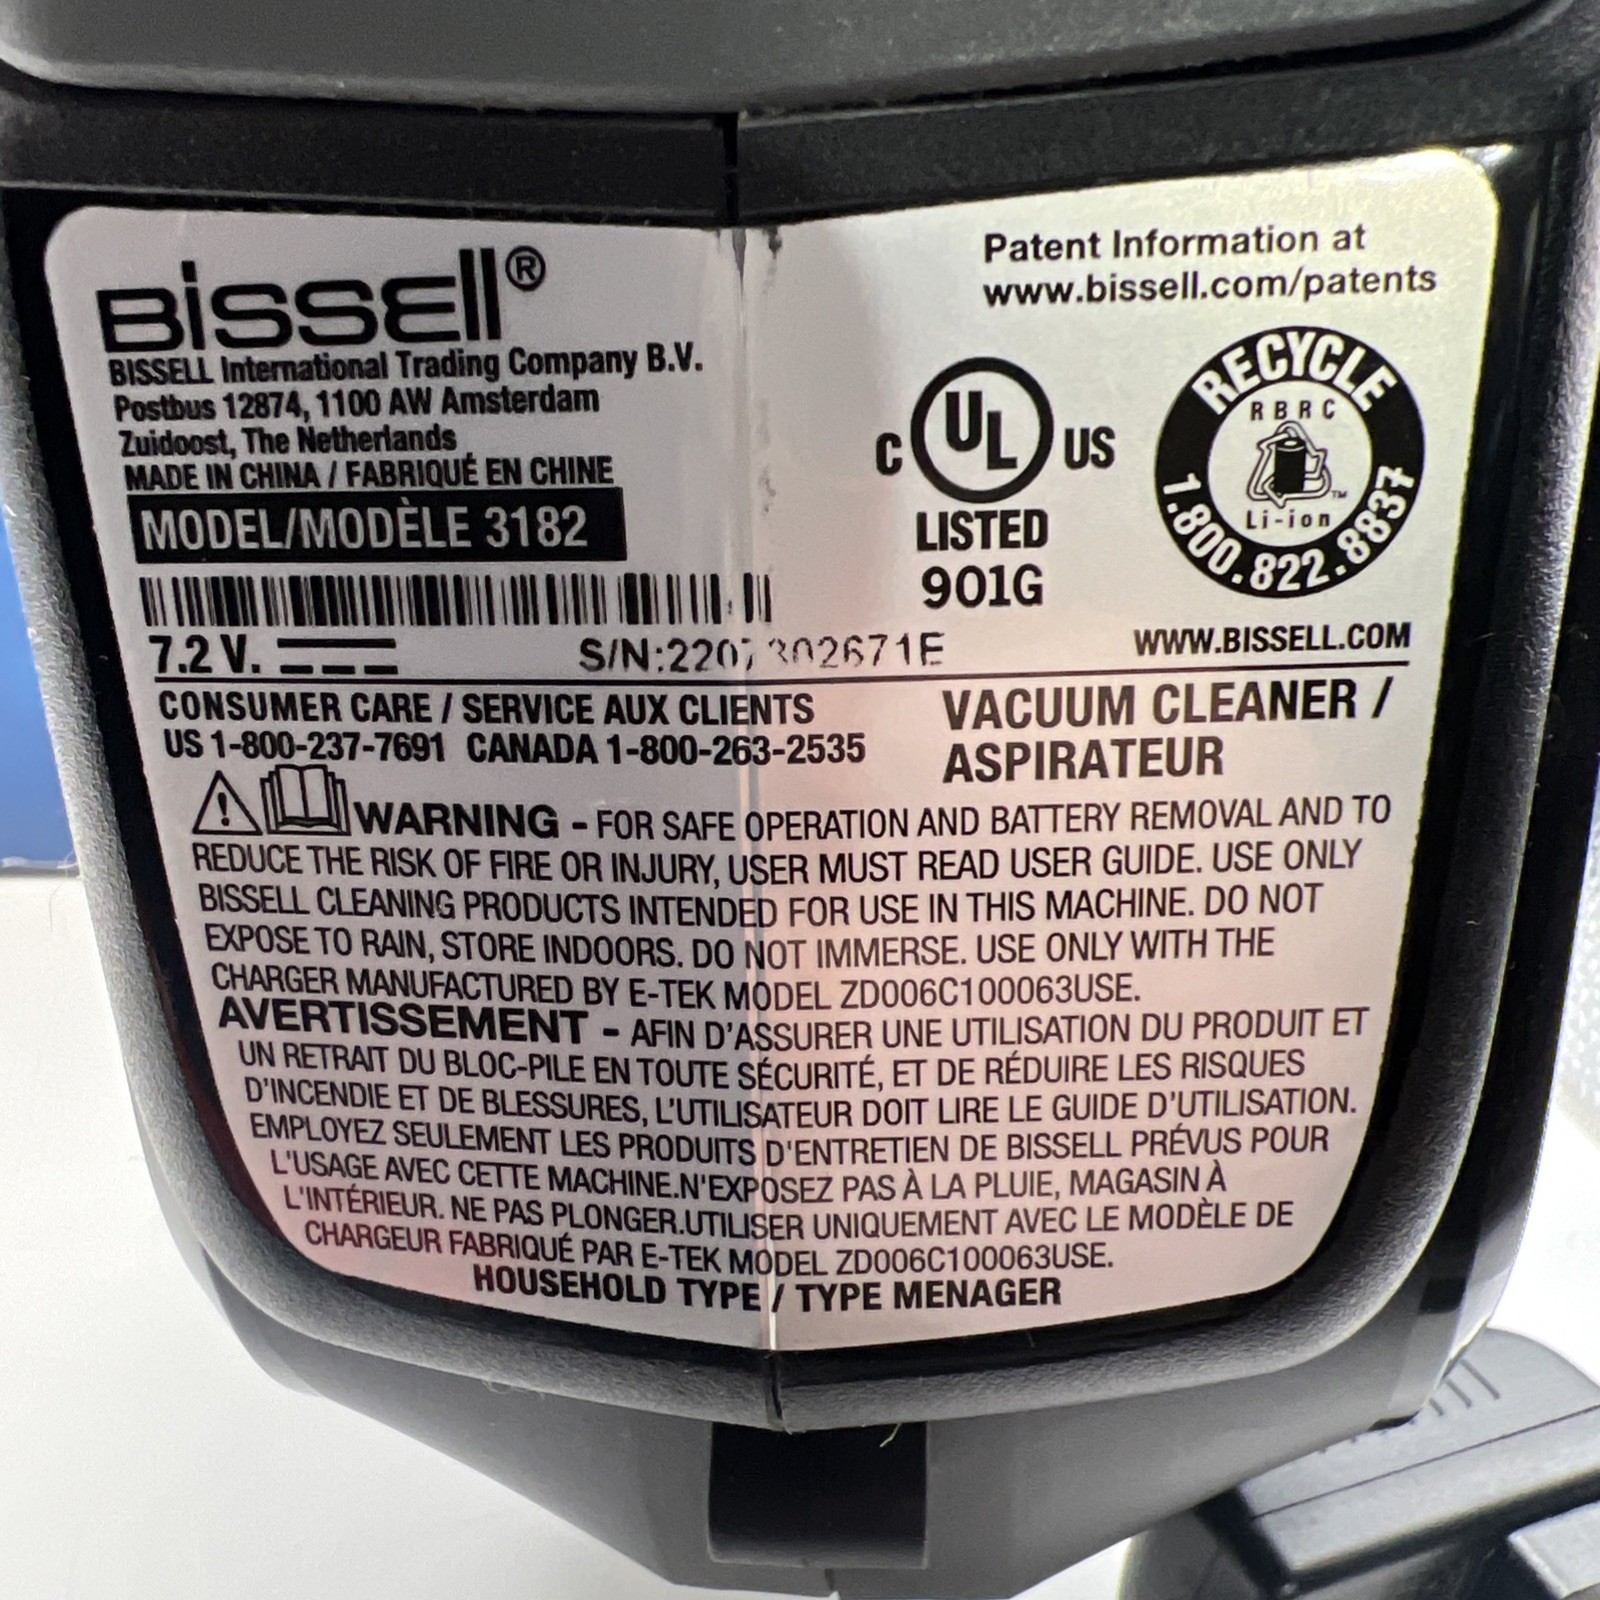 BISSELL®
BISSELL International Trading Company B.V.
Postbus 12874, 1100 AW Amsterdam
Zuidoost, The Netherlands
MADE IN CHINA / FABRIQUÉ EN CHINE
MODEL/MODÈLE 3182
7.2 V.
Patent Information at
www.bissell.com/patents
C UL US
LISTED
901G
RECYCLE
RBRC
TM
Li-ion
1.800.822.8837
WWW.BISSELL.COM
CONSUMER CARE / SERVICE AUX CLIENTS
US 1-800-237-7691 CANADA 1-800-263-2535
VACUUM CLEANER /
ASPIRATEUR
WARNING - FOR SAFE OPERATION AND BATTERY REMOVAL AND TO
REDUCE THE RISK OF FIRE OR INJURY, USER MUST READ USER GUIDE. USE ONLY
BISSELL CLEANING PRODUCTS INTENDED FOR USE IN THIS MACHINE. DO NOT
EXPOSE TO RAIN, STORE INDOORS. DO NOT IMMERSE. USE ONLY WITH THE
CHARGER MANUFACTURED BY E-TEK MODEL ZD006C100063USE.
AVERTISSEMENT - AFIN D'ASSURER UNE UTILISATION DU PRODUIT ET
UN RETRAIT DU BLOC-PILE EN TOUTE SÉCURITÉ, ET DE RÉDUIRE LES RISQUES
D'INCENDIE ET DE BLESSURES, L'UTILISATEUR DOIT LIRE LE GUIDE D'UTILISATION.
EMPLOYEZ SEULEMENT LES PRODUITS D'ENTRETIEN DE BISSELL PRÉVUS POUR
L'USAGE AVEC CETTE MACHINE.N'EXPOSEZ PAS À LA PLUIE, MAGASIN À
L'INTÉRIEUR. NE PAS PLONGER.UTILISER UNIQUEMENT AVEC LE MODÈLE DE
CHARGEUR FABRIQUÉ PAR E-TEK MODEL ZD006C100063USE.
HOUSEHOLD TYPE / TYPE MENAGER